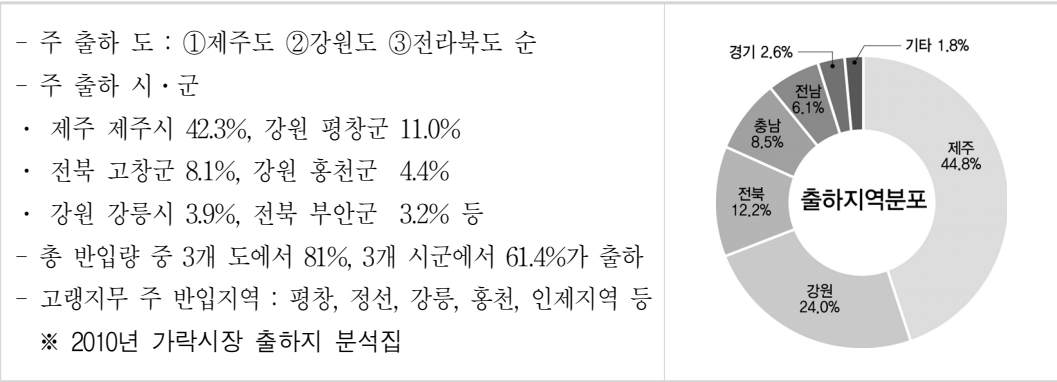 - 주 출하 도 : ①제주도 ②강원도 ③전라북도 순
- 주 출하 시·군
· 제주 제주시 42.3%, 강원 평창군 11.0%
· 전북 고창군 8.1%, 강원 홍천군 4.4%
· 강원 강릉시 3.9%, 전북 부안군 3.2% 등
- 총 반입량 중 3개 도에서 81%, 3개 시군에서 61.4%가 출하
- 고랭지무 주 반입지역 : 평창, 정선, 강릉, 홍천, 인제지역 등
※ 2010년 가락시장 출하지 분석집
경기 2.6%
기타 1.8%
전남
6.1%
충남
8.5%
제주
44.8%
전북
12.2%
출하지역분포
강원
24.0%